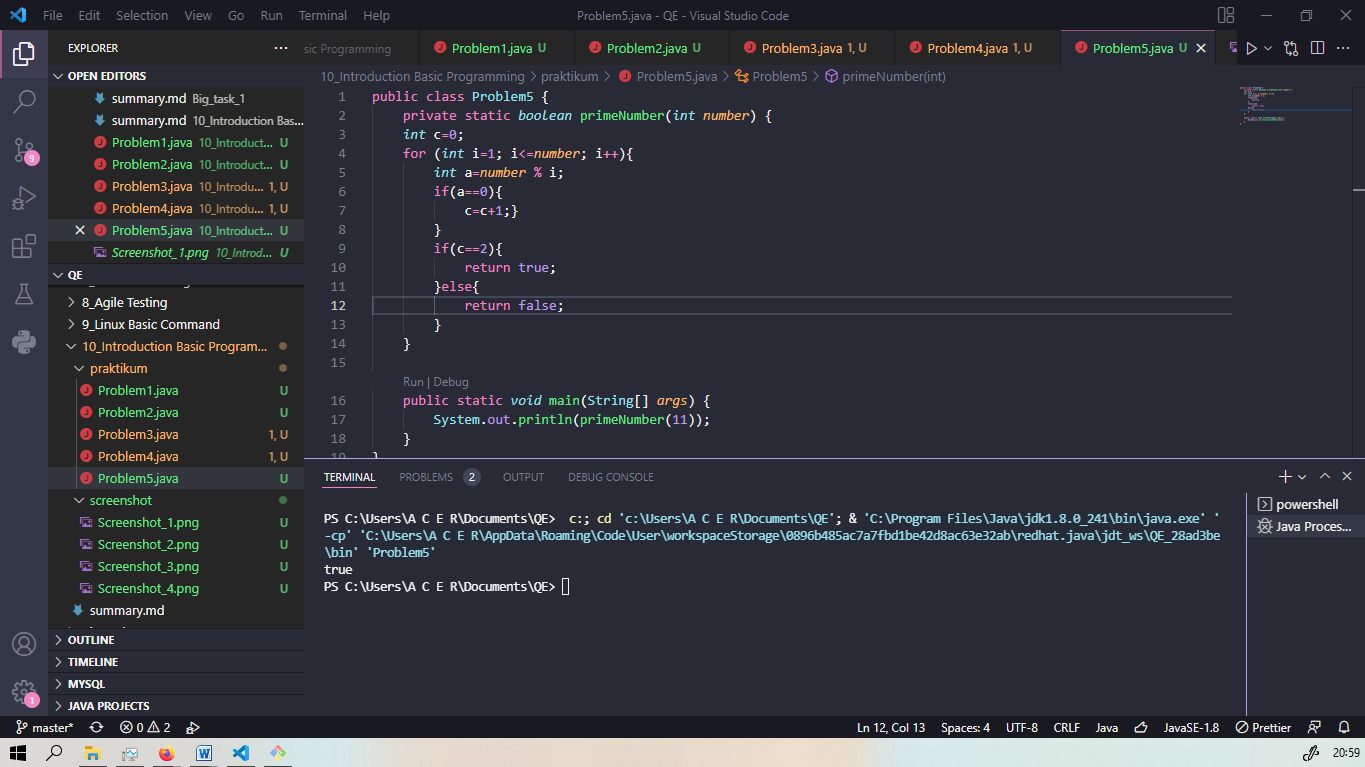 File Edit Selection View Go Run Terminal Help Problem5.java - QE - Visual Studio Code
EXPLORER
sic Programming Problem1.java U Problem2.java U Problem3.java 1, U Problem4.java 1, U Problem5.java U
OPEN EDITORS
summary.md Big_task_1
summary.md 10_Introduction Bas...
Problem1.java 10_Introduct... U
Problem2.java 10_Introduct... U
Problem3.java 10_Introdu... 1, U
Problem4.java 10_Introdu... 1, U
Problem5.java 10_Introduct... U
Screenshot_1.png 10_Introd... U
QE
8_Agile Testing
9_Linux Basic Command
10_Introduction Basic Program...
praktikum
Problem1.java U
Problem2.java U
Problem3.java 1, U
Problem4.java 1, U
Problem5.java U
screenshot
Screenshot_1.png U
Screenshot_2.png U
Screenshot_3.png U
Screenshot_4.png U
summary.md
OUTLINE
TIMELINE
MYSQL
JAVA PROJECTS
9
1
10_Introduction Basic Programming > praktikum > Problem5.java > Problem5 > primeNumber(int)
1 public class Problem5 {
2 private static boolean primeNumber(int number) {
3 int c=0;
4 for (int i=1; i<=number; i++){
5 int a=number % i;
6 if(a==0){
7 c=c+1;}
8 }
9 if(c==2){
10 return true;
11 }else{
12 return false;
13 }
14 }
15
Run | Debug
16 public static void main(String[] args) {
17 System.out.println(primeNumber(11));
18 }
19 }
TERMINAL PROBLEMS 2 OUTPUT DEBUG CONSOLE
PS C:\Users\A C E R\Documents\QE> c:; cd 'c:\Users\A C E R\Documents\QE'; & 'C:\Program Files\Java\jdk1.8.0_241\bin\java.exe' '
-cp' 'C:\Users\A C E R\AppData\Roaming\Code\User\workspaceStorage\0896b485ac7a7fbd1be42d8ac63e32ab\redhat.java\jdt_ws\QE_28ad3be
\bin' 'Problem5'
true
PS C:\Users\A C E R\Documents\QE>
powershell
Java Proces...
master* 0 2 Ln 12, Col 13 Spaces: 4 UTF-8 CRLF Java JavaSE-1.8 Prettier
20:59